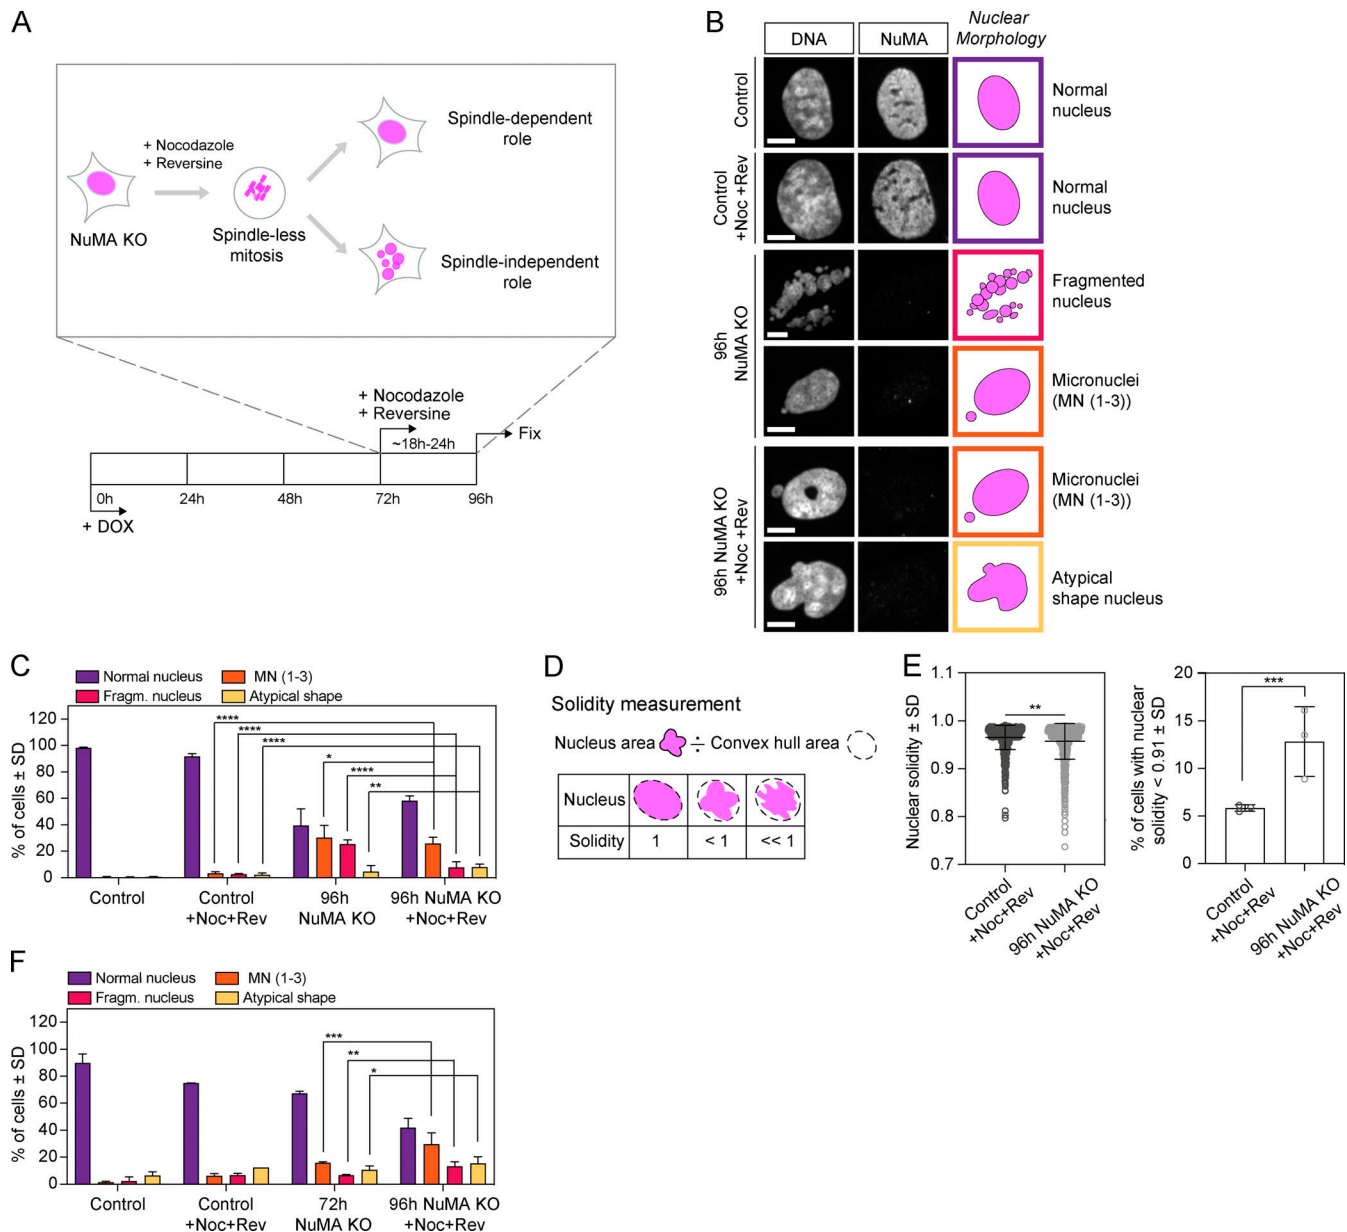 A
+ Nocodazole
+ Reversine
NuMA KO
Spindle-less
mitosis
Spindle-dependent
role
Spindle-independent
role
+ Nocodazole
+ Reversine
~18h-24h
Fix
0h
24h
48h
72h
96h
+ DOX
B
DNA
NuMA
Nuclear
Morphology
Control
Normal
nucleus
Control
+Noc +Rev
Normal
nucleus
96h
NuMA KO
Fragmented
nucleus
Micronuclei
(MN (1-3))
96h NuMA KO
+Noc +Rev
Micronuclei
(MN (1-3))
Atypical
shape nucleus
C
Normal nucleus
MN (1-3)
Fragm. nucleus
Atypical shape
% of cells ± SD
120
100
80
60
40
20
0
****
****
****
*
****
**
Control
Control
+Noc+Rev
96h
NuMA KO
96h NuMA KO
+Noc+Rev
D
Solidity measurement
Nucleus area ÷ Convex hull area
Nucleus
Solidity 1 < 1 << 1
E
Nuclear solidity ± SD
1.1
1.0
0.9
0.8
0.7
**
Control
+Noc+Rev
96h NuMA KO
+Noc+Rev
% of cells with nuclear
solidity < 0.91 ± SD
20
15
10
5
0
***
Control
+Noc+Rev
96h NuMA KO
+Noc+Rev
F
Normal nucleus
MN (1-3)
Fragm. nucleus
Atypical shape
% of cells ± SD
120
100
80
60
40
20
0
***
**
*
Control
Control
+Noc+Rev
72h
NuMA KO
96h NuMA KO
+Noc+Rev